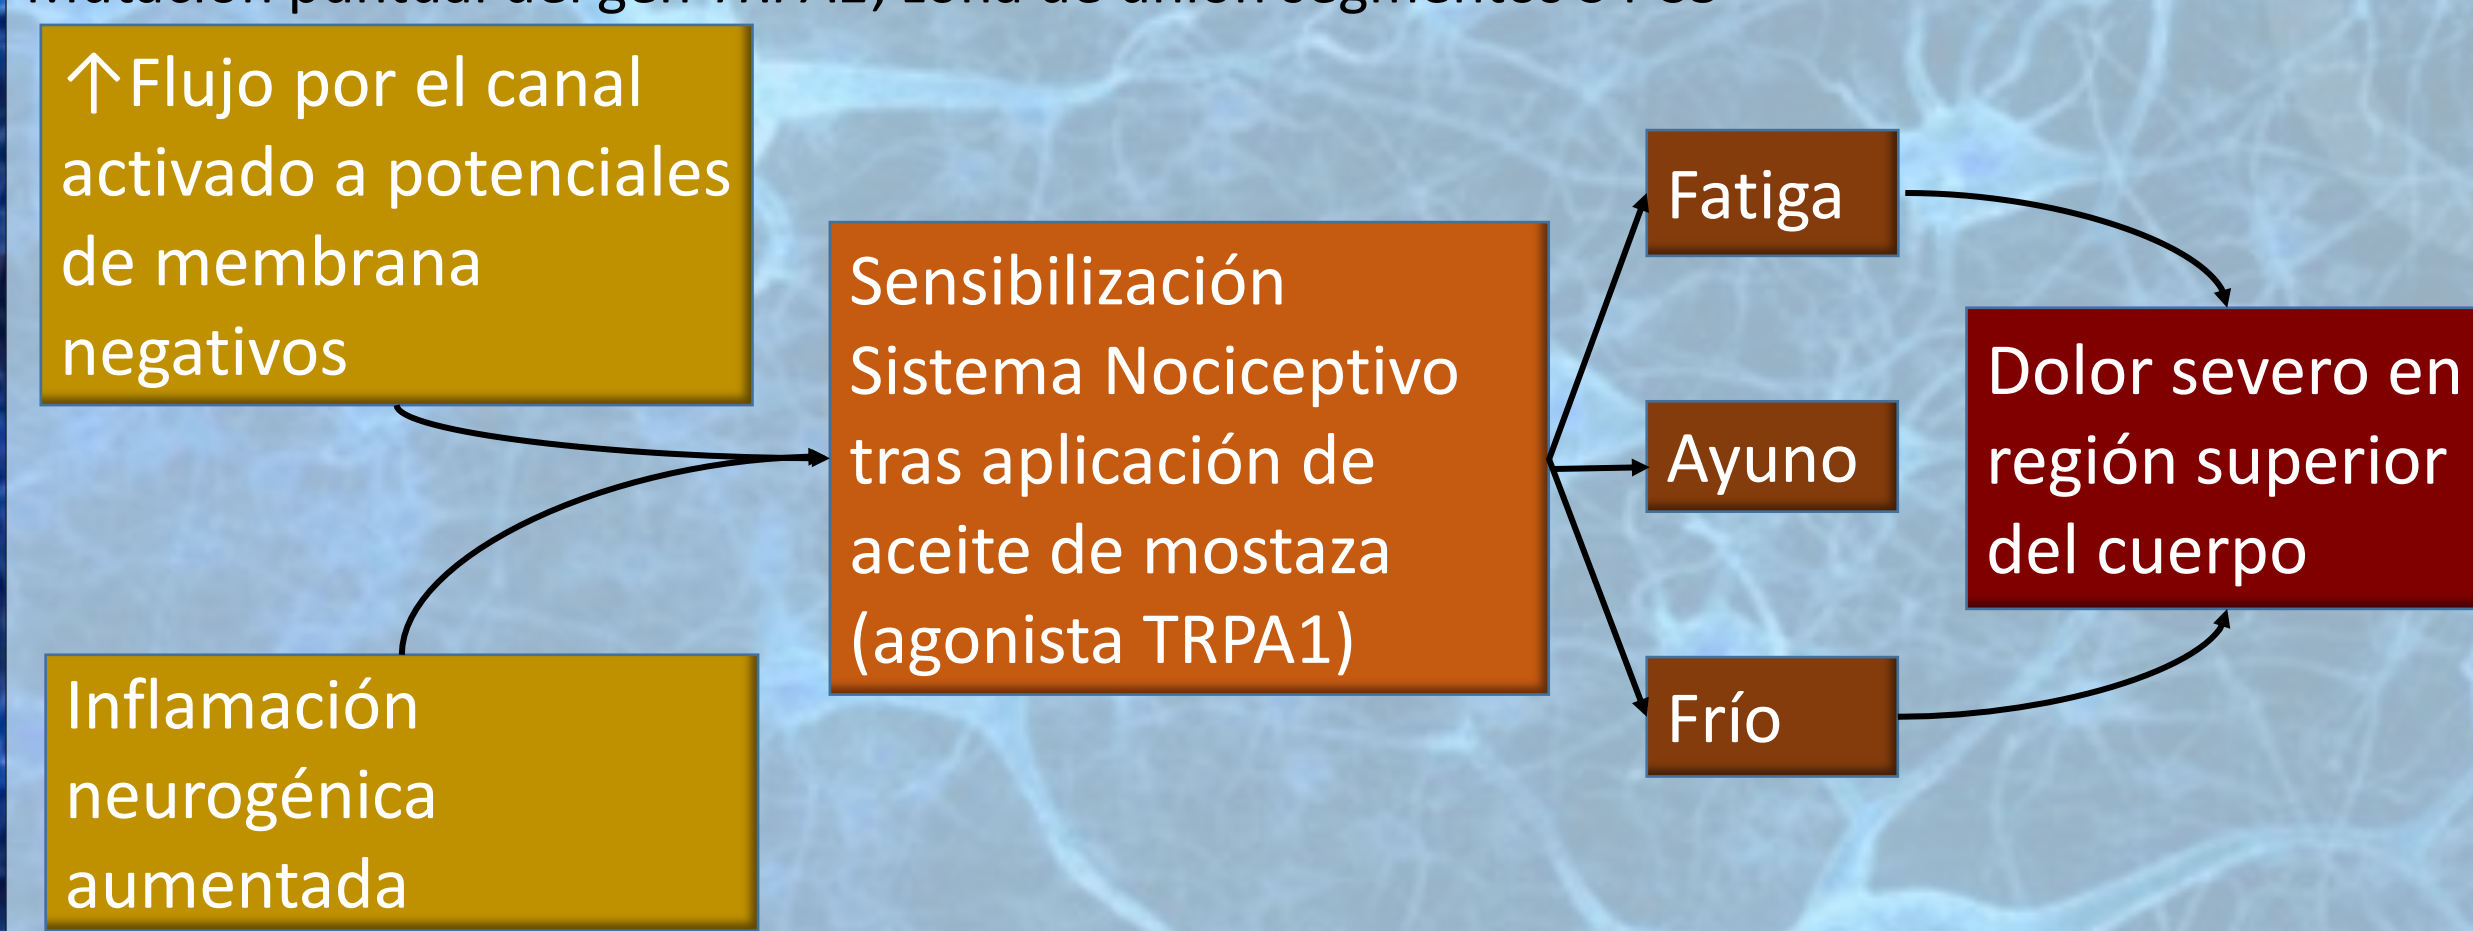 ↑Flujo por el canal
activado a potenciales
de membrana
negativos
Sensibilización
Sistema Nociceptivo
tras aplicación de
aceite de mostaza
(agonista TRPA1)
Inflamación
neurogénica
aumentada
Fatiga
Ayuno
Frío
Dolor severo en
región superior
del cuerpo